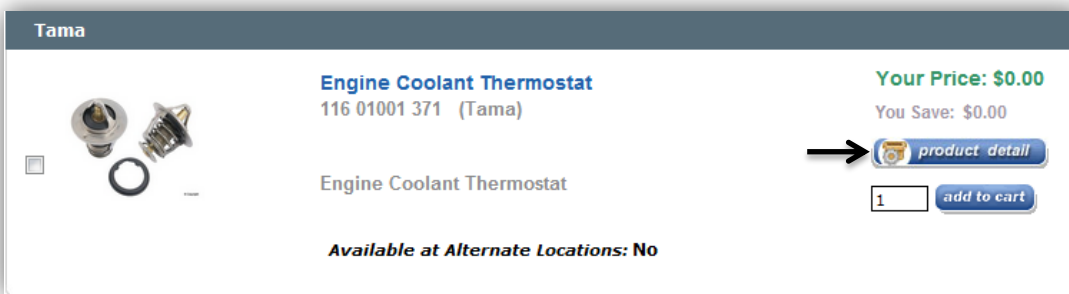 Tama
Engine Coolant Thermostat
116 01001 371 (Tama)
Engine Coolant Thermostat
Available at Alternate Locations: No
Your Price: $0.00
You Save: $0.00
product detail
1 add to cart